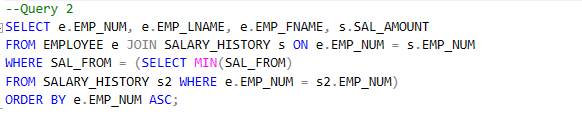 --Query 2
SELECT e.EMP_NUM, e.EMP_LNAME, e.EMP_FNAME, s.SAL_AMOUNT
FROM EMPLOYEE e JOIN SALARY_HISTORY s ON e.EMP_NUM = s.EMP_NUM
WHERE SAL_FROM = (SELECT MIN(SAL_FROM)
FROM SALARY_HISTORY s2 WHERE e.EMP_NUM = s2.EMP_NUM)
ORDER BY e.EMP_NUM ASC;